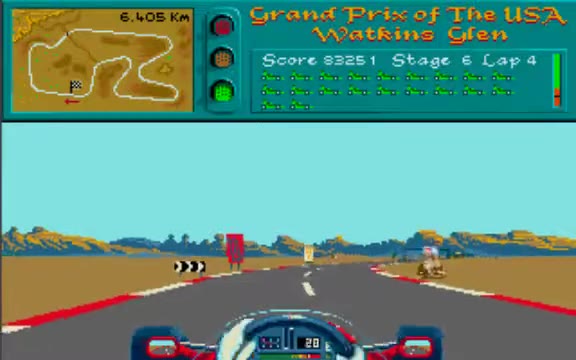 6.405 Km
Grand Prix of The USA
Watkins Glen
Score 83251 Stage 6 Lap 4
20